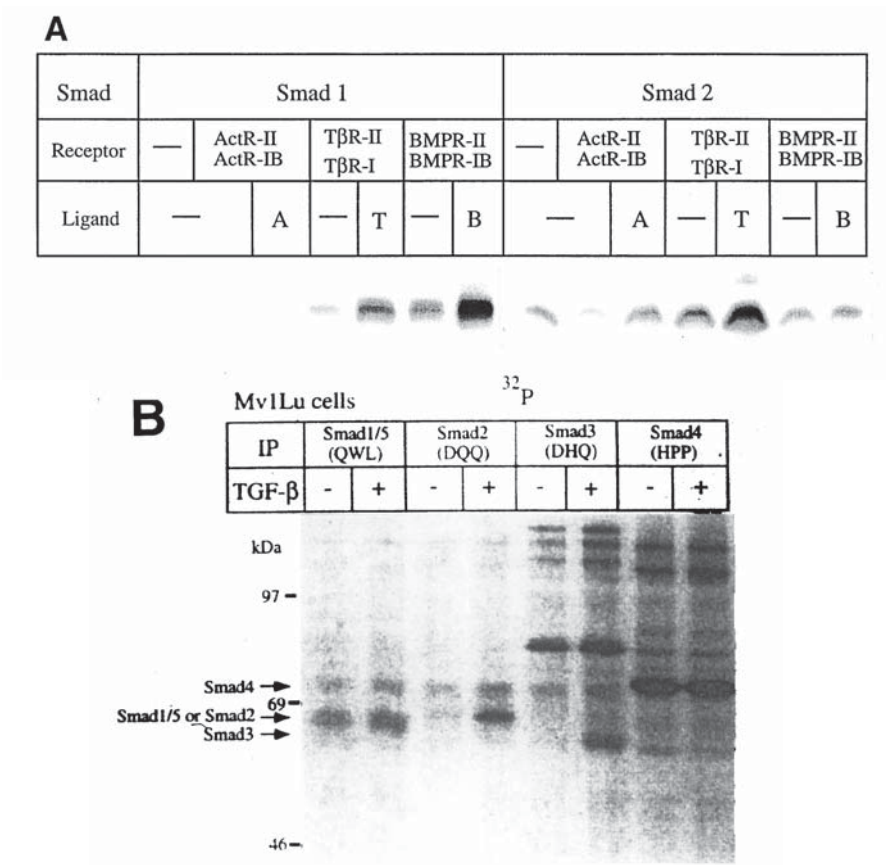 A
Smad Smad 1 Smad 2
Receptor — ActR-II ActR-IB TβR-II TβR-I BMPR-II BMPR-IB — ActR-II ActR-IB TβR-II TβR-I BMPR-II BMPR-IB
Ligand — A — T — B — A — T — B
B
Mv1Lu cells 32P
IP Smad1/5 (QWL) Smad2 (DQQ) Smad3 (DHQ) Smad4 (HPP)
TGF-β - + - + - + - +
kDa
97
Smad4
69
Smad1/5 or Smad2
Smad3
46